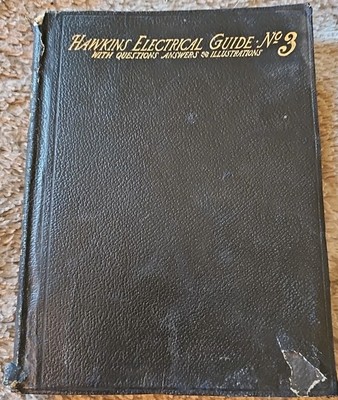 HAWKINS ELECTRICAL GUIDE · No 3
WITH QUESTIONS ANSWERS & ILLUSTRATIONS